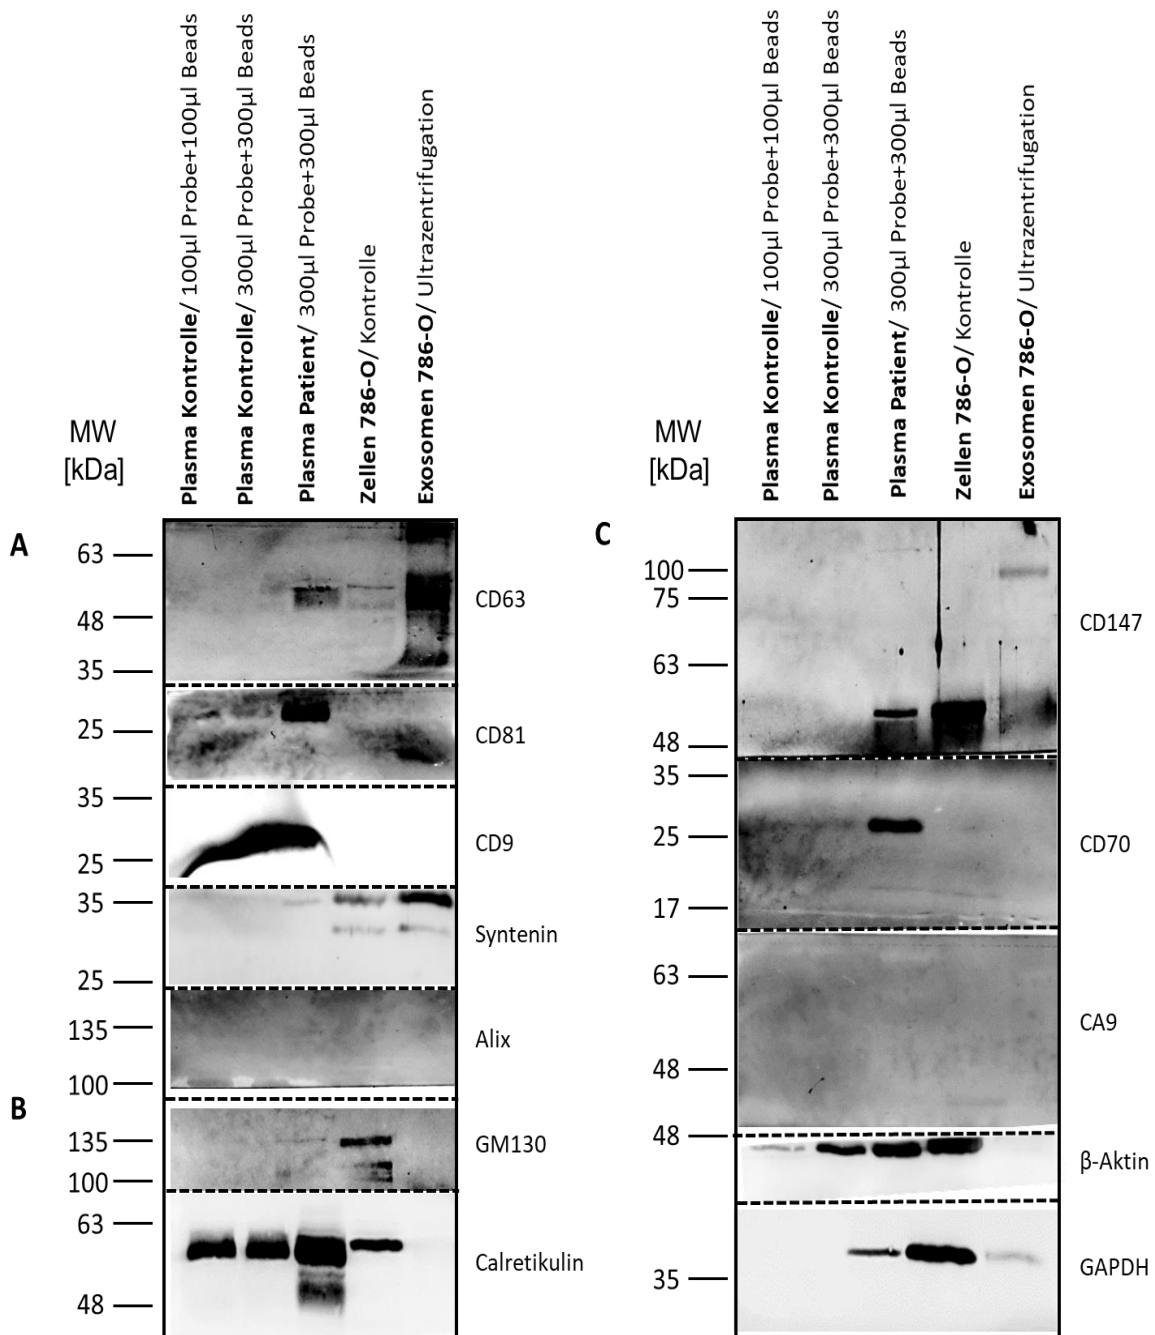 Plasma Kontrolle/ 100µl Probe+100µl Beads
Plasma Kontrolle/ 300µl Probe+300µl Beads
Plasma Patient/ 300µl Probe+300µl Beads
Zellen 786-O/ Kontrolle
Exosomen 786-O/ Ultrazentrifugation
MW
[kDa]
A
63
48
35
CD63
25
CD81
35
25
CD9
35
25
Syntenin
135
100
Alix
B
135
100
GM130
63
48
Calretikulin
Plasma Kontrolle/ 100µl Probe+100µl Beads
Plasma Kontrolle/ 300µl Probe+300µl Beads
Plasma Patient/ 300µl Probe+300µl Beads
Zellen 786-O/ Kontrolle
Exosomen 786-O/ Ultrazentrifugation
MW
[kDa]
C
100
75
63
48
CD147
35
25
17
CD70
63
48
CA9
48
β-Aktin
35
GAPDH